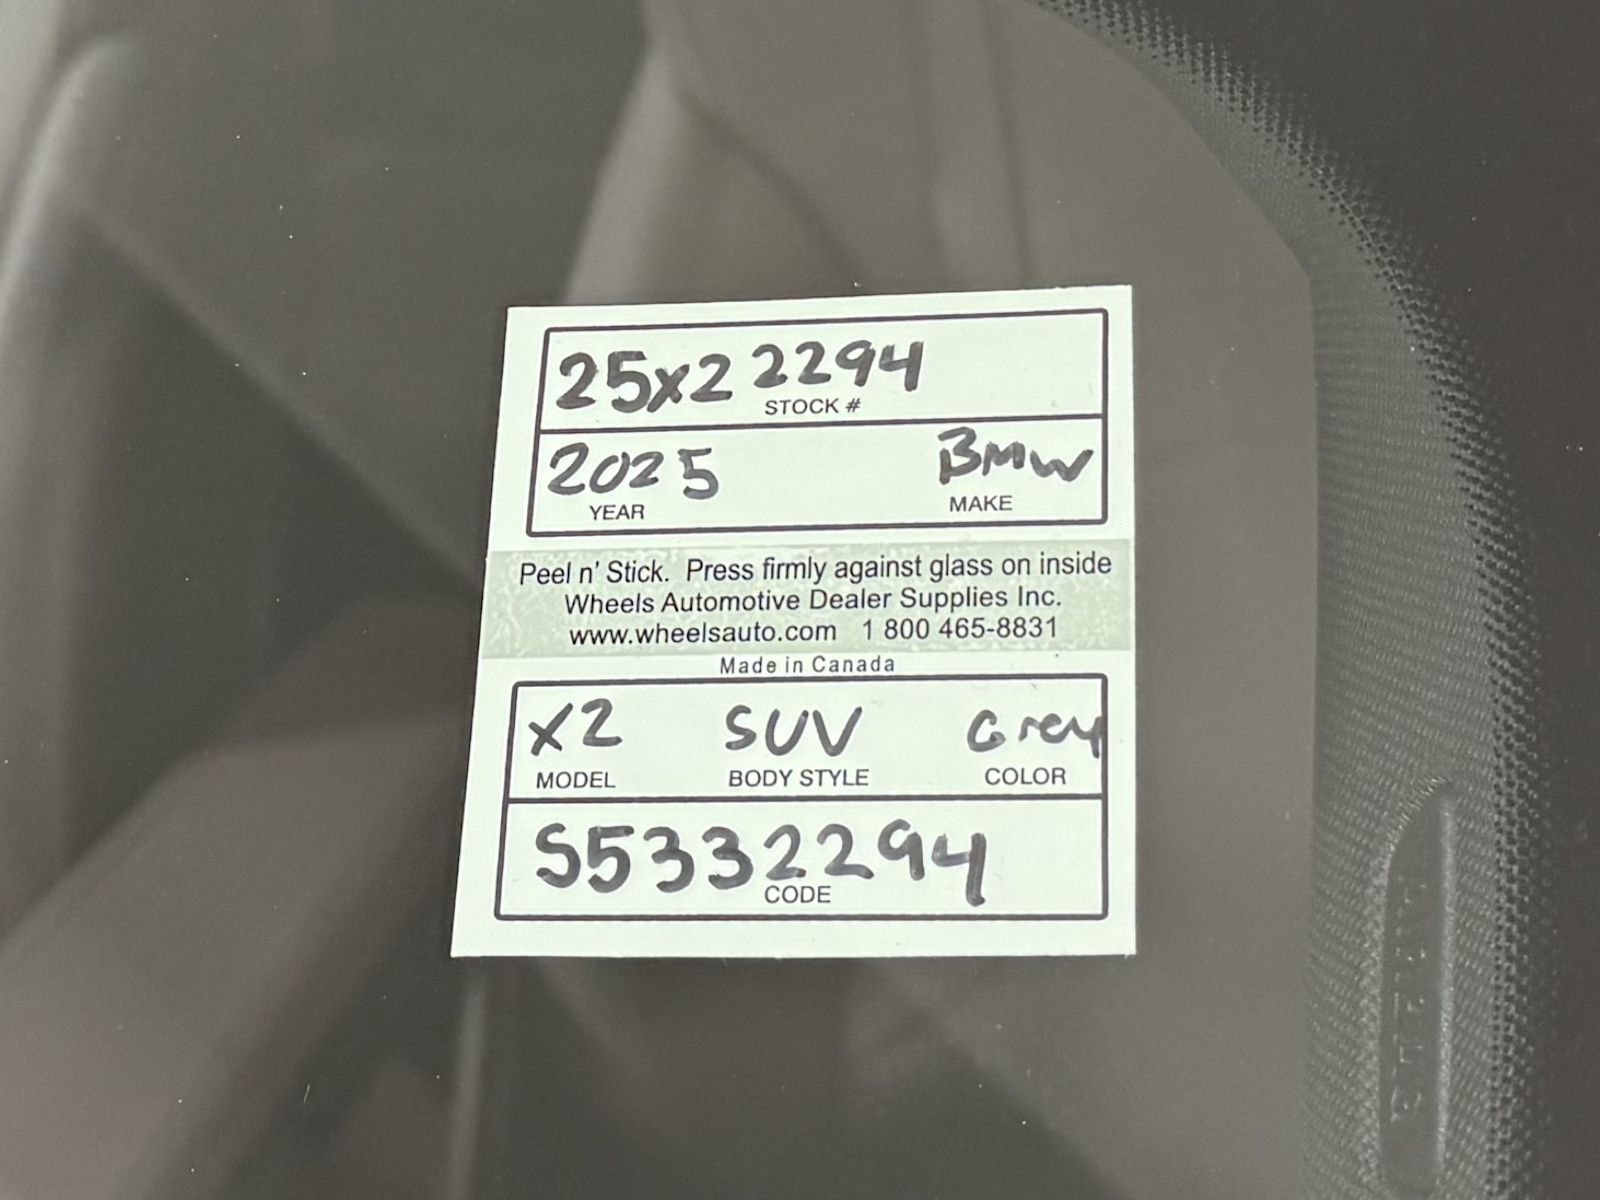 25x22294
STOCK #
2025 BMW
YEAR MAKE
Peel n' Stick. Press firmly against glass on inside
Wheels Automotive Dealer Supplies Inc.
www.wheelsauto.com 1 800 465-8831
Made in Canada
X2 SUV Grey
MODEL BODY STYLE COLOR
S5332294
CODE